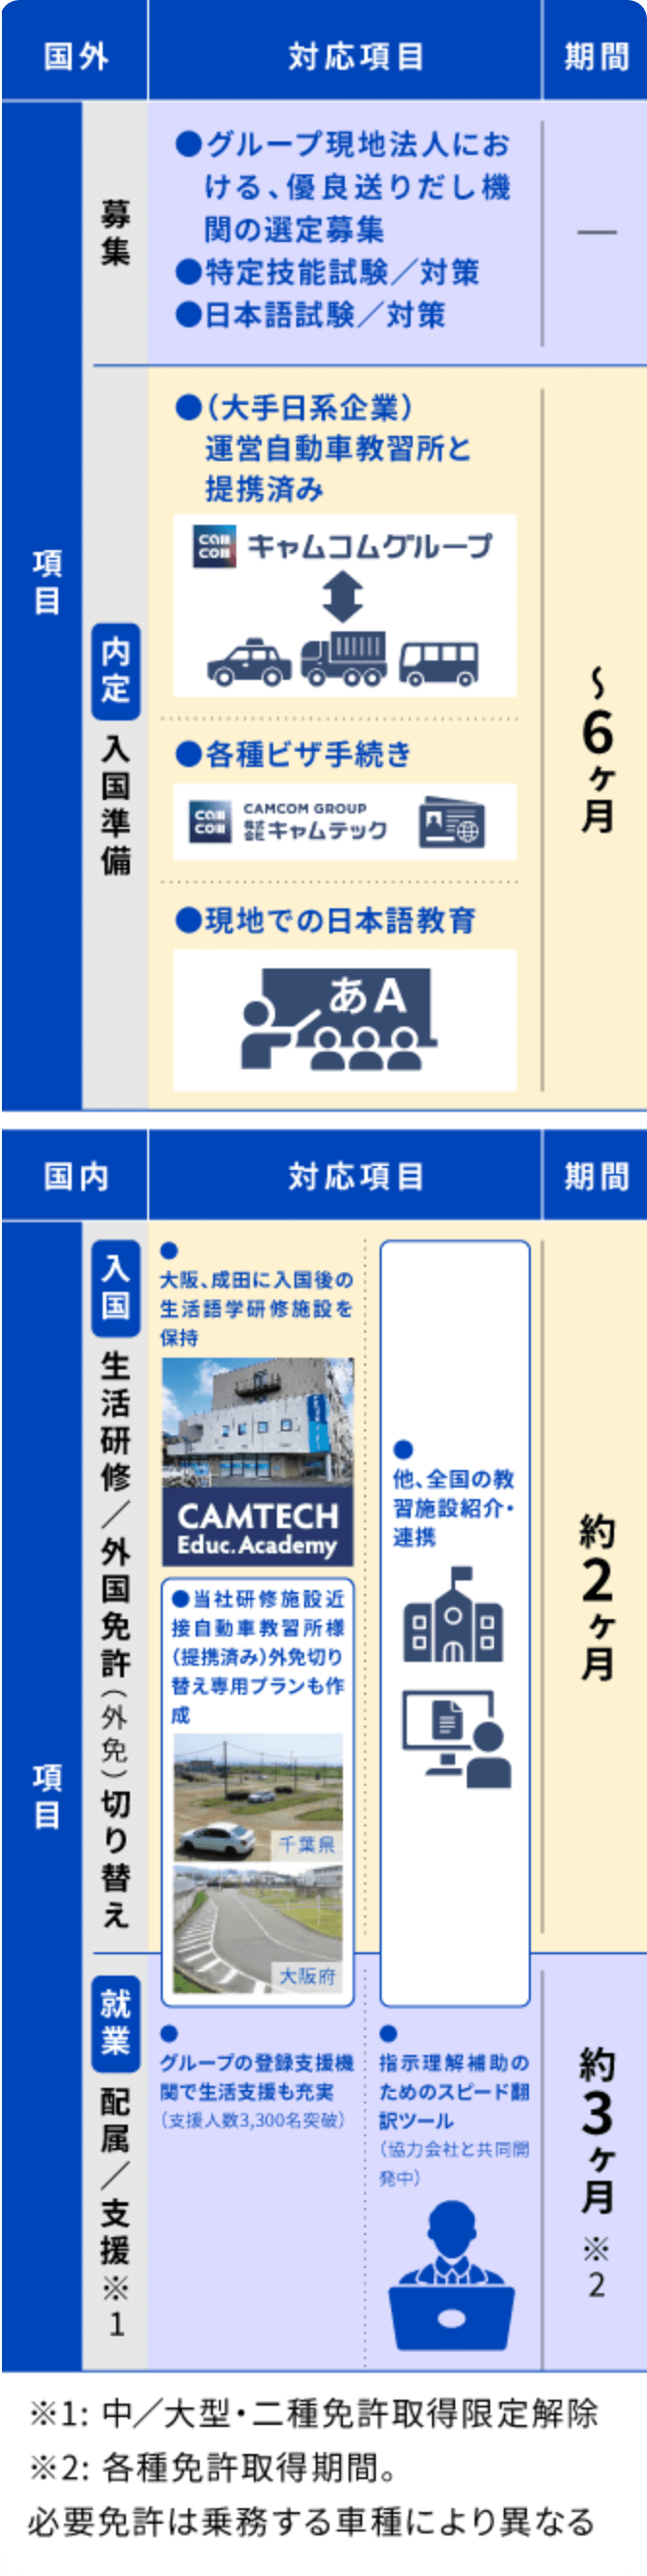 国外
対応項目
期間
項目
募集
●グループ現地法人にお
ける、優良送りだし機
関の選定募集
●特定技能試験／対策
●日本語試験／対策
—
内定
入国準備
●（大手日系企業）
運営自動車教習所と
提携済み
cam
com
キャムコムグループ
●各種ビザ手続き
cam
com
CAMCOM GROUP
株式会社キャムテック
●現地での日本語教育
あA
～6ヶ月
国内
対応項目
期間
項目
入国
生活研修／外国免許（外免）切り替え
●
大阪、成田に入国後の
生活語学研修施設を
保持
CAMTECH
Educ.Academy
●当社研修施設近
接自動車教習所様
（提携済み）外免切り
替え専用プランも作
成
千葉県
大阪府
●
他、全国の教
習施設紹介・
連携
約2ヶ月
就業
配属／支援※1
●
グループの登録支援機
関で生活支援も充実
（支援人数3,300名突破）
●
指示理解補助の
ためのスピード翻
訳ツール
（協力会社と共同開
発中）
約3ヶ月※2
※1: 中／大型・二種免許取得限定解除
※2: 各種免許取得期間。
必要免許は乗務する車種により異なる